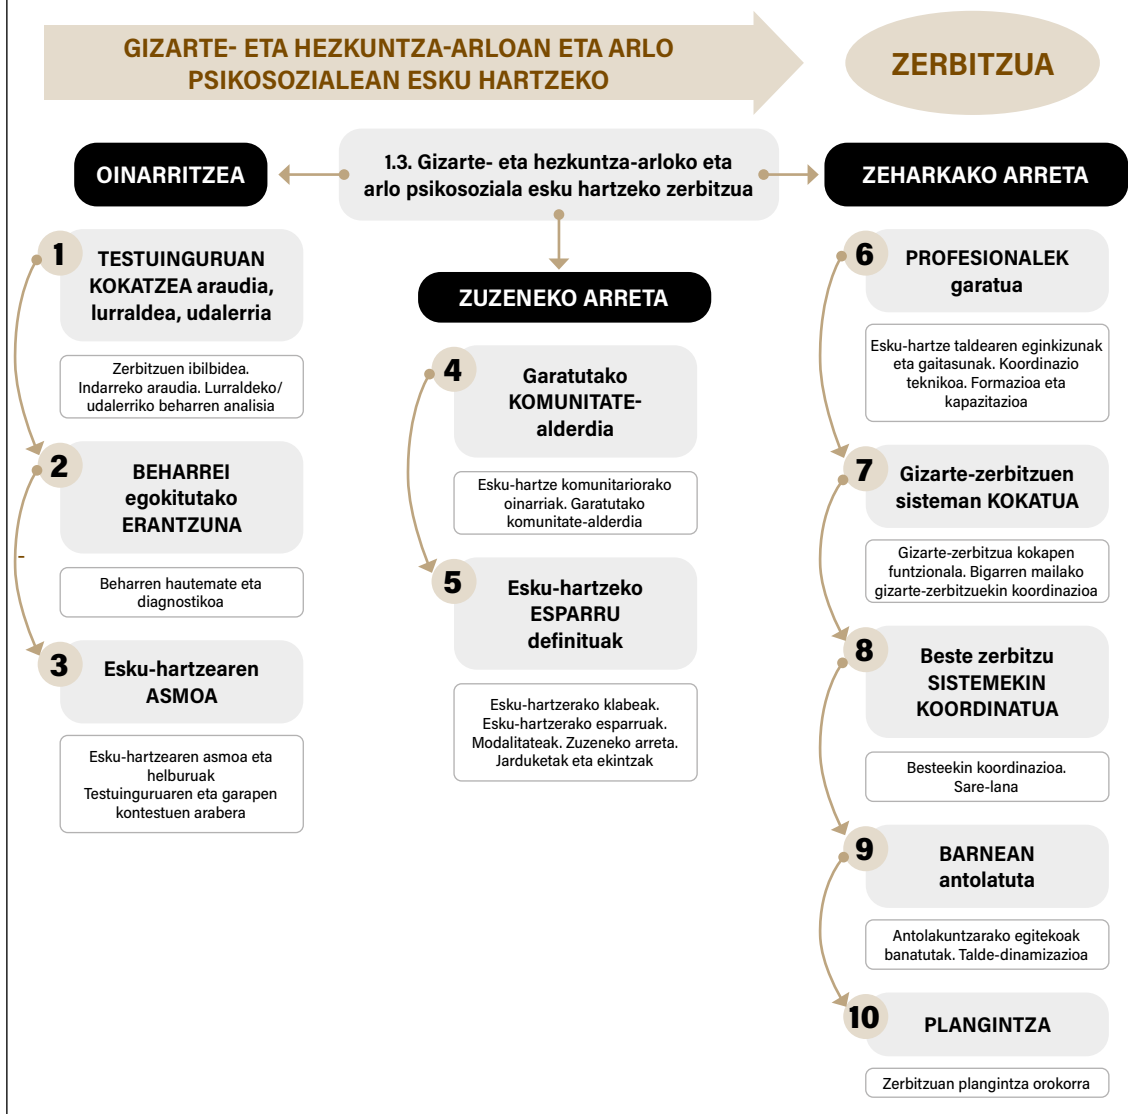 GIZARTE- ETA HEZKUNTZA-ARLOAN ETA ARLO
PSIKOSOZIALEAN ESKU HARTZEKO
ZERBITZUA
OINARRITZEA
1.3. Gizarte- eta hezkuntza-arloko eta
arlo psikosoziala esku hartzeko zerbitzua
ZEHARKAKO ARRETA
1
TESTUINGURUAN
KOKATZEA araudia,
lurraldea, udalerria
Zerbitzuen ibilbidea.
Indarreko araudia. Lurraldeko/
udalerriko beharren analisia
2
BEHARREI
egokitutako
ERANTZUNA
-
Beharren hautemate eta
diagnostikoa
3
Esku-hartzearen
ASMOA
Esku-hartzearen asmoa eta
helburuak
Testuinguruaren eta garapen
kontestuen arabera
ZUZENEKO ARRETA
4
Garatutako
KOMUNITATE-
alderdia
Esku-hartze komunitariorako
oinarriak. Garatutako
komunitate-alderdia
5
Esku-hartzeko
ESPARRU
definituak
Esku-hartzerako klabeak.
Esku-hartzerako esparruak.
Modalitateak. Zuzeneko arreta.
Jarduketak eta ekintzak
6
PROFESIONALEK
garatua
Esku-hartze taldearen eginkizunak
eta gaitasunak. Koordinazio
teknikoa. Formazioa eta
kapazitazioa
7
Gizarte-zerbitzuen
sisteman KOKATUA
Gizarte-zerbitzua kokapen
funtzionala. Bigarren mailako
gizarte-zerbitzuekin koordinazioa
8
Beste zerbitzu
SISTEMEKIN
KOORDINATUA
Besteekin koordinazioa.
Sare-lana
9
BARNEAN
antolatuta
Antolakuntzarako egitekoak
banatutak. Talde-dinamizazioa
10
PLANGINTZA
Zerbitzuan plangintza orokorra